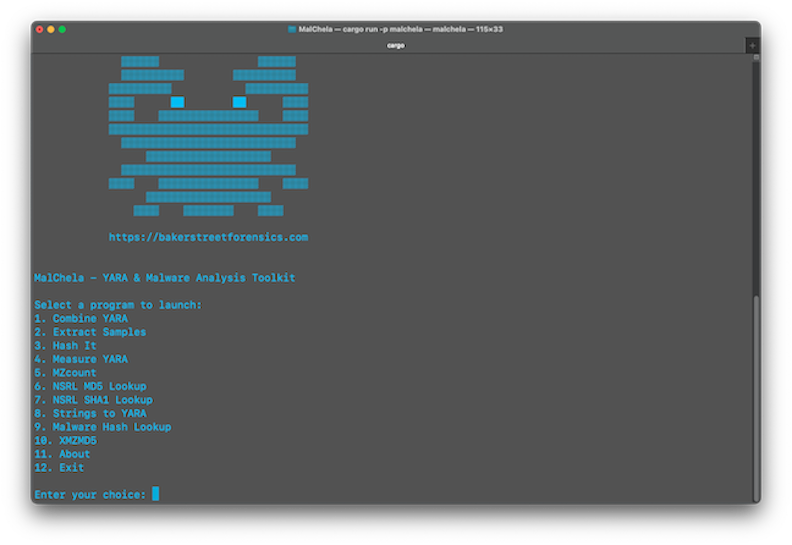 MalChela — cargo run -p malchela — malchela — 115×33
cargo
https://bakerstreetforensics.com
MalChela – YARA & Malware Analysis Toolkit
Select a program to launch:
1. Combine YARA
2. Extract Samples
3. Hash It
4. Measure YARA
5. MZcount
6. NSRL MD5 Lookup
7. NSRL SHA1 Lookup
8. Strings to YARA
9. Malware Hash Lookup
10. XMZMD5
11. About
12. Exit
Enter your choice: